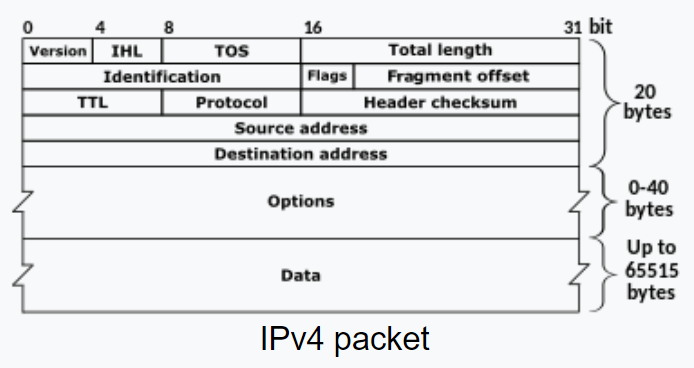 0 4 8 16 31 bit
Version IHL TOS Total length
Identification Flags Fragment offset
TTL Protocol Header checksum
Source address
Destination address
20
bytes
Options
0-40
bytes
Data
Up to
65515
bytes
IPv4 packet